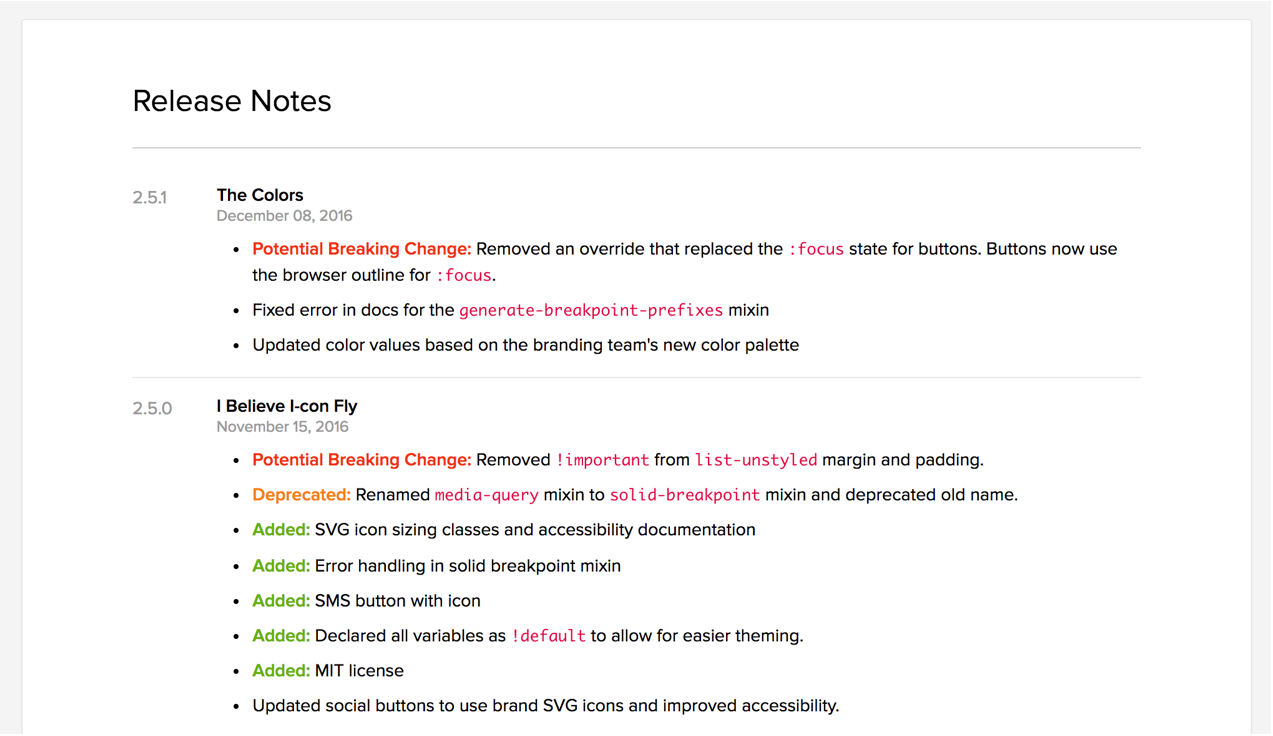 Release Notes
2.5.1
The Colors
December 08, 2016
• Potential Breaking Change: Removed an override that replaced the :focus state for buttons. Buttons now use
the browser outline for :focus.
• Fixed error in docs for the generate-breakpoint-prefixes mixin
• Updated color values based on the branding team's new color palette
2.5.0
I Believe I-con Fly
November 15, 2016
• Potential Breaking Change: Removed !important from list-unstyled margin and padding.
• Deprecated: Renamed media-query mixin to solid-breakpoint mixin and deprecated old name.
• Added: SVG icon sizing classes and accessibility documentation
• Added: Error handling in solid breakpoint mixin
• Added: SMS button with icon
• Added: Declared all variables as !default to allow for easier theming.
• Added: MIT license
• Updated social buttons to use brand SVG icons and improved accessibility.